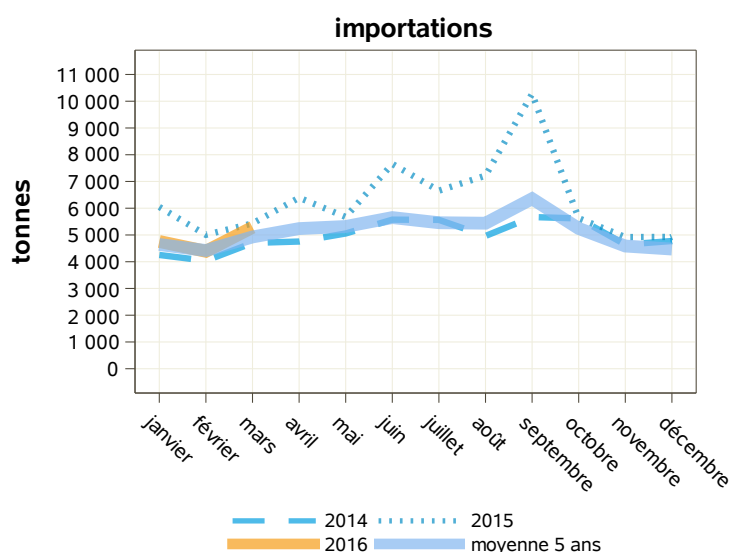 importations
tonnes
11 000
10 000
9 000
8 000
7 000
6 000
5 000
4 000
3 000
2 000
1 000
0
janvier
février
mars
avril
mai
juin
juillet
août
septembre
octobre
novembre
décembre
2014
2015
2016
moyenne 5 ans